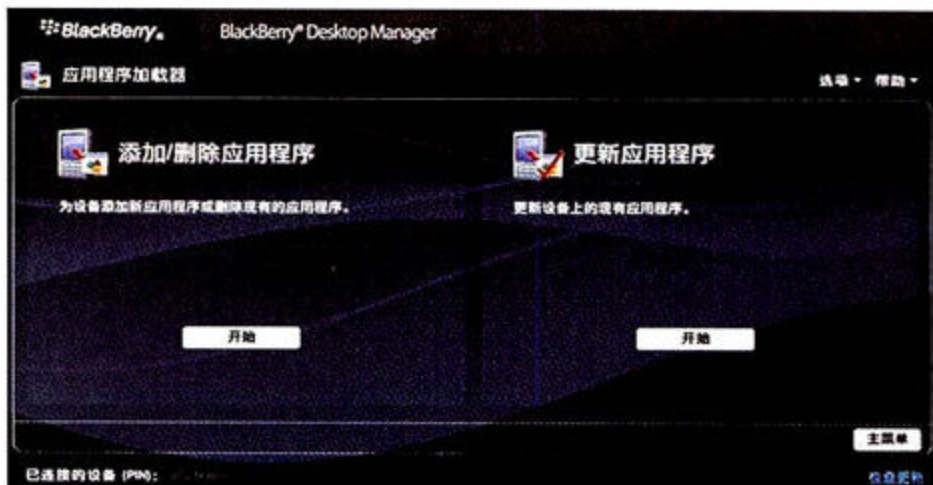 BlackBerry® BlackBerry® Desktop Manager
应用程序加载器 选项 帮助
添加/删除应用程序 更新应用程序
为设备添加新应用程序或删除现有的应用程序。 更新设备上的现有应用程序。
开始 开始
主菜单
已连接的设备 (PIN): 检查更新